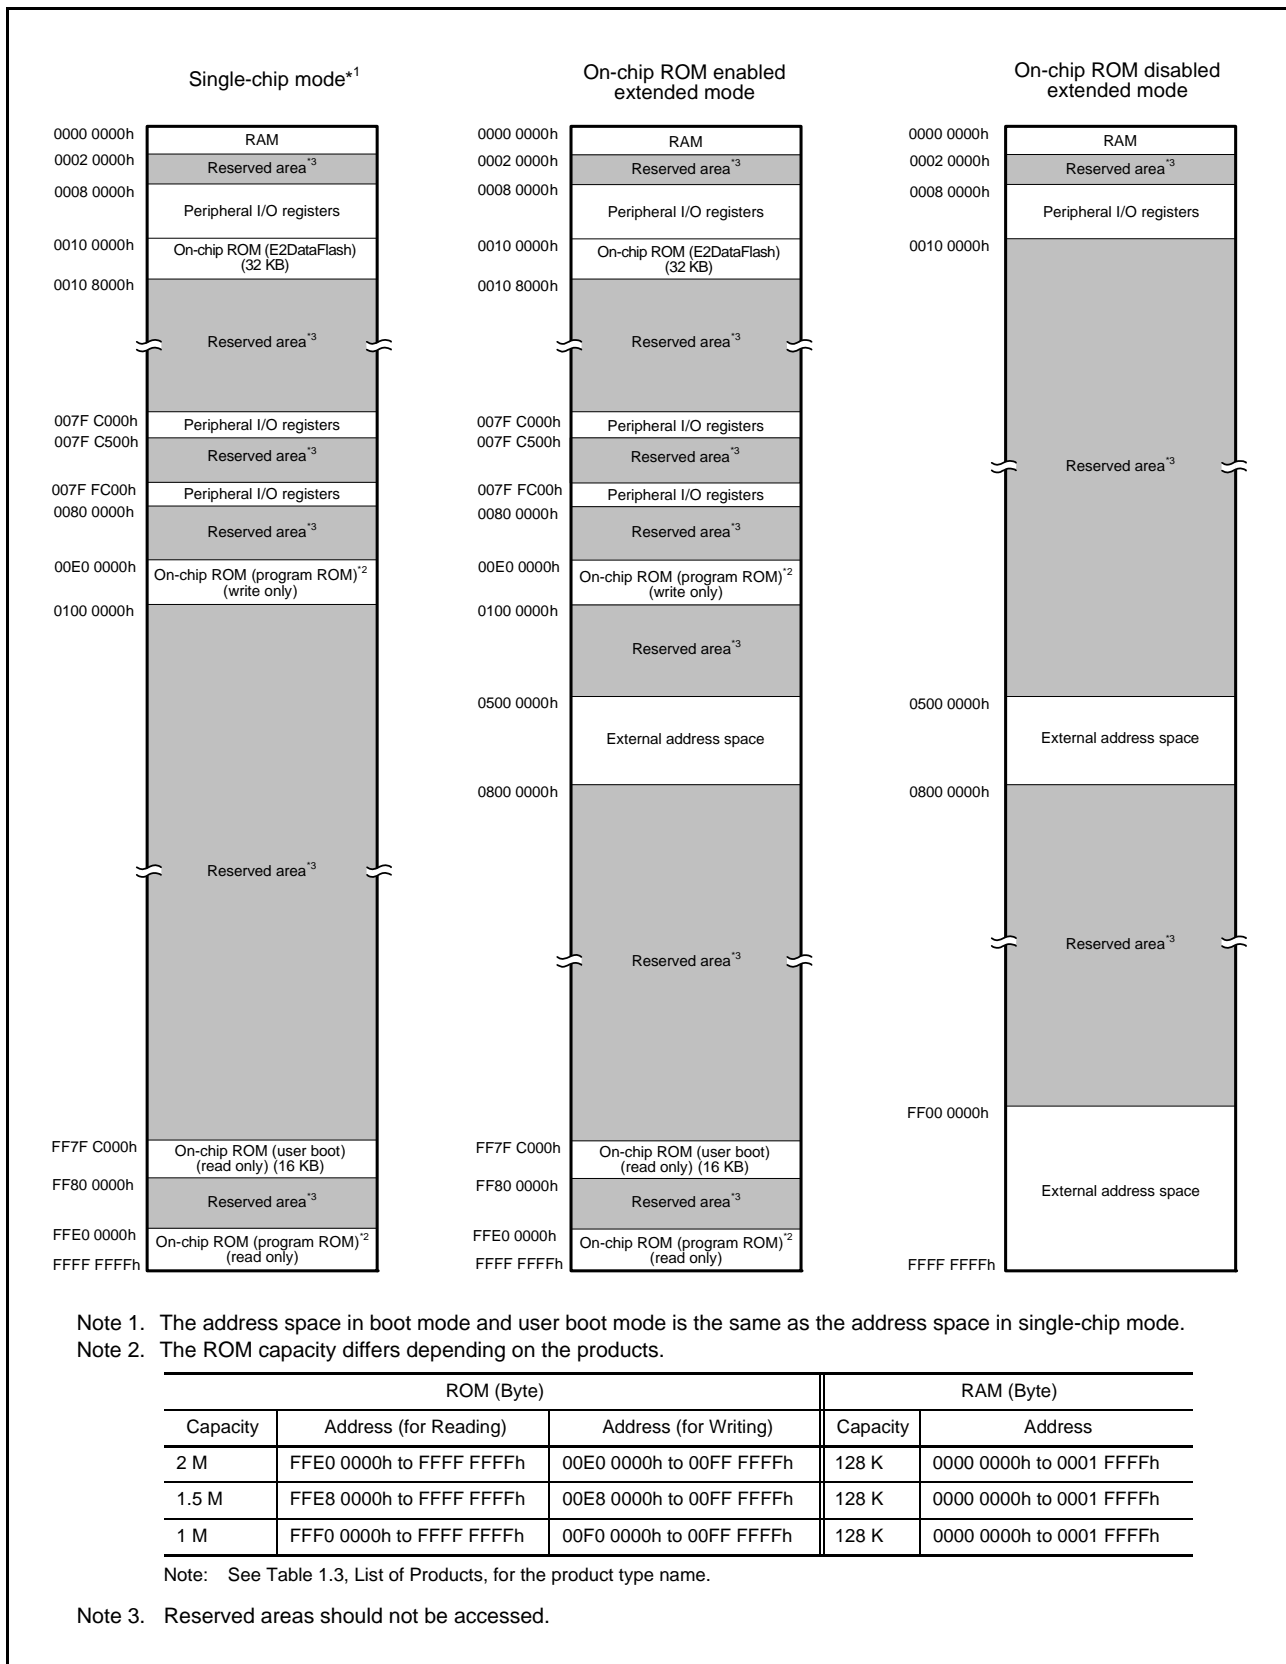 Single-chip mode*1
0000 0000h
RAM
0002 0000h
Reserved area*3
0008 0000h
Peripheral I/O registers
0010 0000h
On-chip ROM (E2DataFlash)
(32 KB)
0010 8000h
Reserved area*3
007F C000h
Peripheral I/O registers
007F C500h
Reserved area*3
007F FC00h
Peripheral I/O registers
0080 0000h
Reserved area*3
00E0 0000h
On-chip ROM (program ROM)*2
(write only)
0100 0000h
Reserved area*3
FF7F C000h
On-chip ROM (user boot)
(read only) (16 KB)
FF80 0000h
Reserved area*3
FFE0 0000h
On-chip ROM (program ROM)*2
(read only)
FFFF FFFFh
On-chip ROM enabled
extended mode
0000 0000h
RAM
0002 0000h
Reserved area*3
0008 0000h
Peripheral I/O registers
0010 0000h
On-chip ROM (E2DataFlash)
(32 KB)
0010 8000h
Reserved area*3
007F C000h
Peripheral I/O registers
007F C500h
Reserved area*3
007F FC00h
Peripheral I/O registers
0080 0000h
Reserved area*3
00E0 0000h
On-chip ROM (program ROM)*2
(write only)
0100 0000h
Reserved area*3
0500 0000h
External address space
0800 0000h
Reserved area*3
FF7F C000h
On-chip ROM (user boot)
(read only) (16 KB)
FF80 0000h
Reserved area*3
FFE0 0000h
On-chip ROM (program ROM)*2
(read only)
FFFF FFFFh
On-chip ROM disabled
extended mode
0000 0000h
RAM
0002 0000h
Reserved area*3
0008 0000h
Peripheral I/O registers
0010 0000h
Reserved area*3
0500 0000h
External address space
0800 0000h
Reserved area*3
FF00 0000h
External address space
FFFF FFFFh
Note 1. The address space in boot mode and user boot mode is the same as the address space in single-chip mode.
Note 2. The ROM capacity differs depending on the products.
ROM (Byte) RAM (Byte)
Capacity Address (for Reading) Address (for Writing) Capacity Address
2 M FFE0 0000h to FFFF FFFFh 00E0 0000h to 00FF FFFFh 128 K 0000 0000h to 0001 FFFFh
1.5 M FFE8 0000h to FFFF FFFFh 00E8 0000h to 00FF FFFFh 128 K 0000 0000h to 0001 FFFFh
1 M FFF0 0000h to FFFF FFFFh 00F0 0000h to 00FF FFFFh 128 K 0000 0000h to 0001 FFFFh
Note: See Table 1.3, List of Products, for the product type name.
Note 3. Reserved areas should not be accessed.